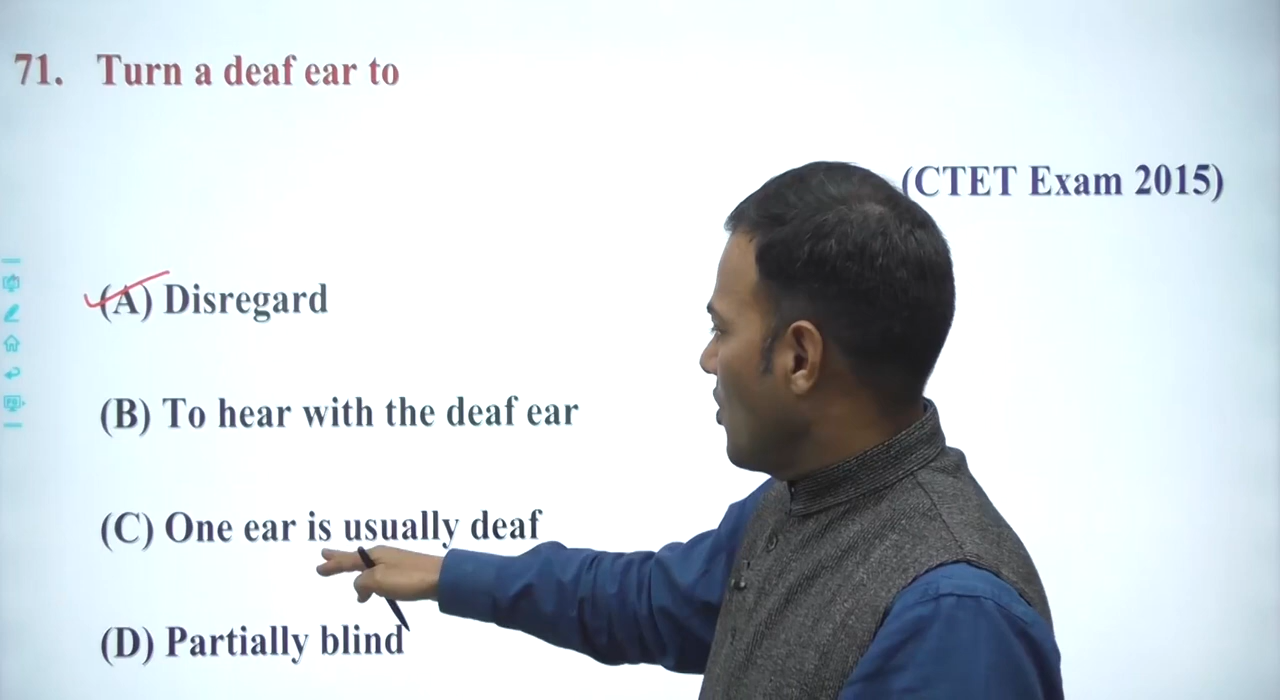 71. Turn a deaf ear to
(CTET Exam 2015)
(A) Disregard
(B) To hear with the deaf ear
(C) One ear is usually deaf
(D) Partially blind